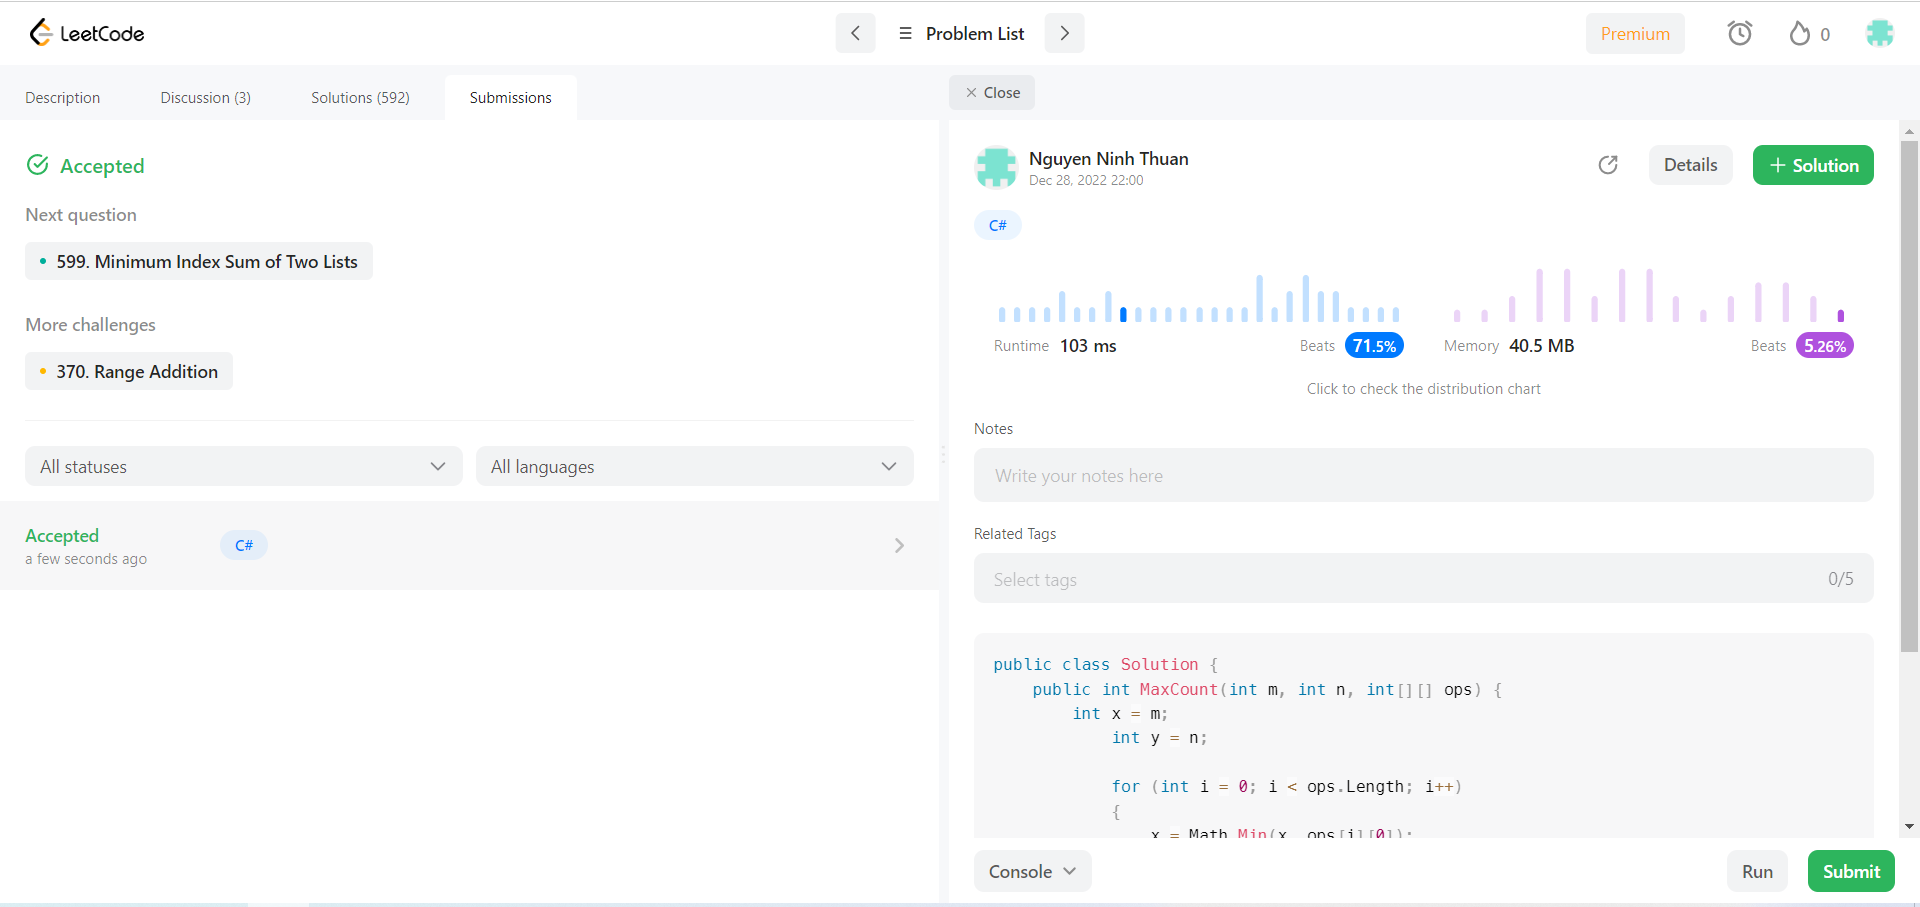 LeetCode
Problem List
Premium
0
Description
Discussion (3)
Solutions (592)
Submissions
Close
Accepted
Next question
599. Minimum Index Sum of Two Lists
More challenges
370. Range Addition
All statuses
All languages
Accepted
a few seconds ago
C#
Nguyen Ninh Thuan
Dec 28, 2022 22:00
Details
+ Solution
C#
Runtime 103 ms
Beats 71.5%
Memory 40.5 MB
Beats 5.26%
Click to check the distribution chart
Notes
Write your notes here
Related Tags
Select tags
0/5
public class Solution {
public int MaxCount(int m, int n, int[][] ops) {
int x = m;
int y = n;
for (int i = 0; i < ops.Length; i++)
{
x = Math.Min(x, ops[i][0]);
Console
Run
Submit